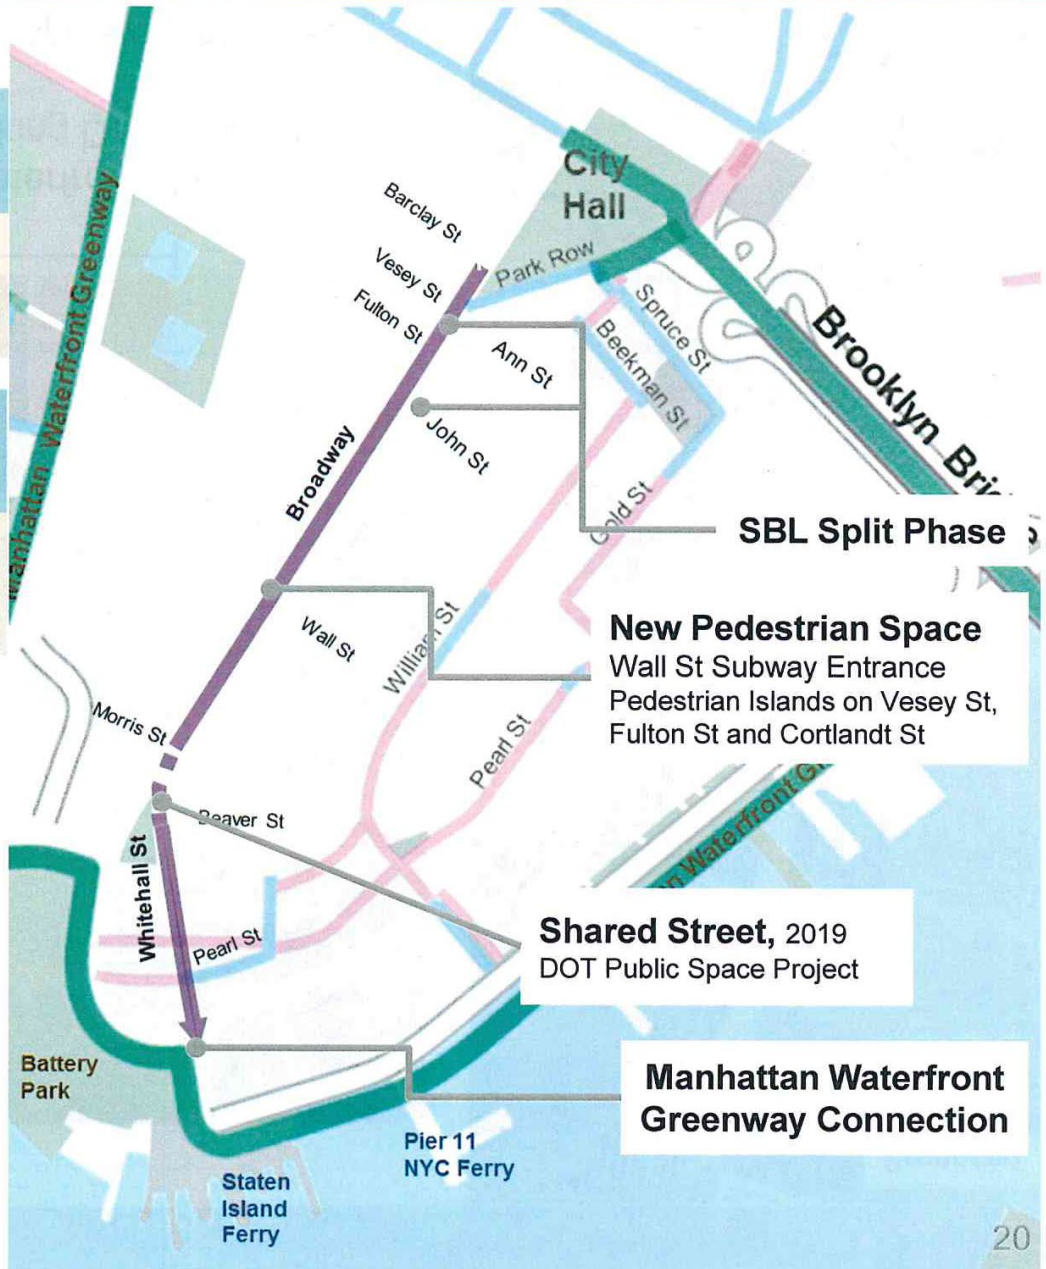 City
Hall
Barclay St
Vesey St
Park Row
Fulton St
Spruce St
Ann St
Beekman St
Brooklyn
Manhattan Waterfront Greenway
John St
Broadway
Gold St
SBL Split Phase
Wall St
William St
New Pedestrian Space
Wall St Subway Entrance
Pedestrian Islands on Vesey St,
Fulton St and Cortlandt St
Morris St
Pearl St
Beaver St
Waterfront
Whitehall St
Shared Street, 2019
DOT Public Space Project
Pearl St
Battery
Park
Manhattan Waterfront
Greenway Connection
Pier 11
NYC Ferry
Staten
Island
Ferry
20